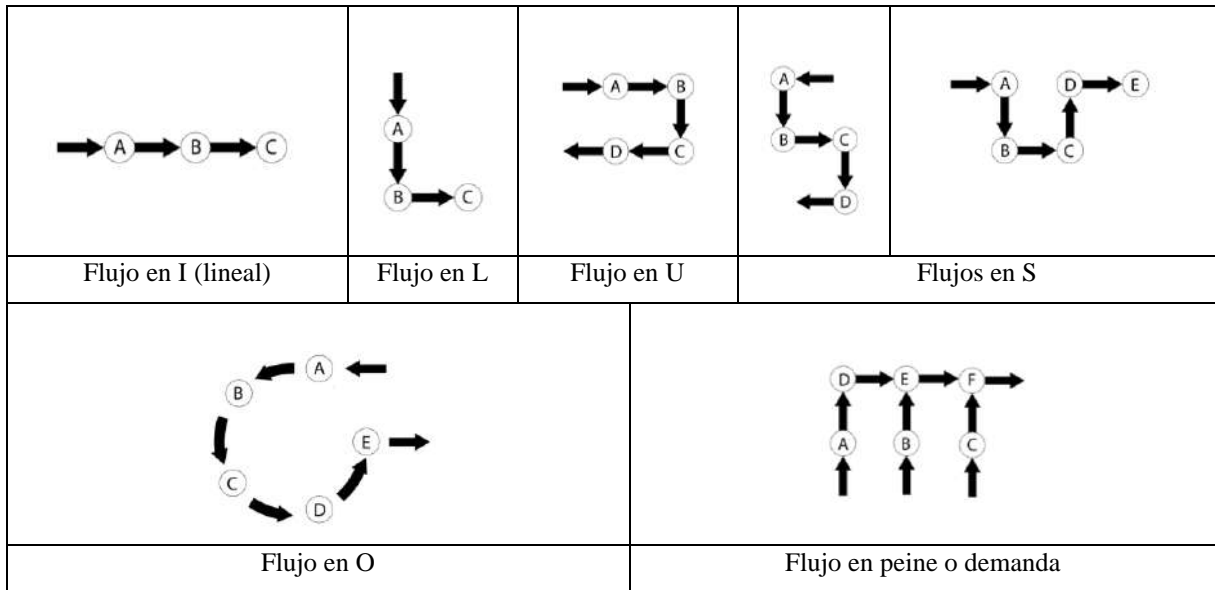 A B C
A
B C
A B
D C
A
B C
D
A D E
B C
Flujo en I (lineal) Flujo en L Flujo en U Flujos en S
A
B
E
C
D
D E F
A B C
Flujo en O Flujo en peine o demanda